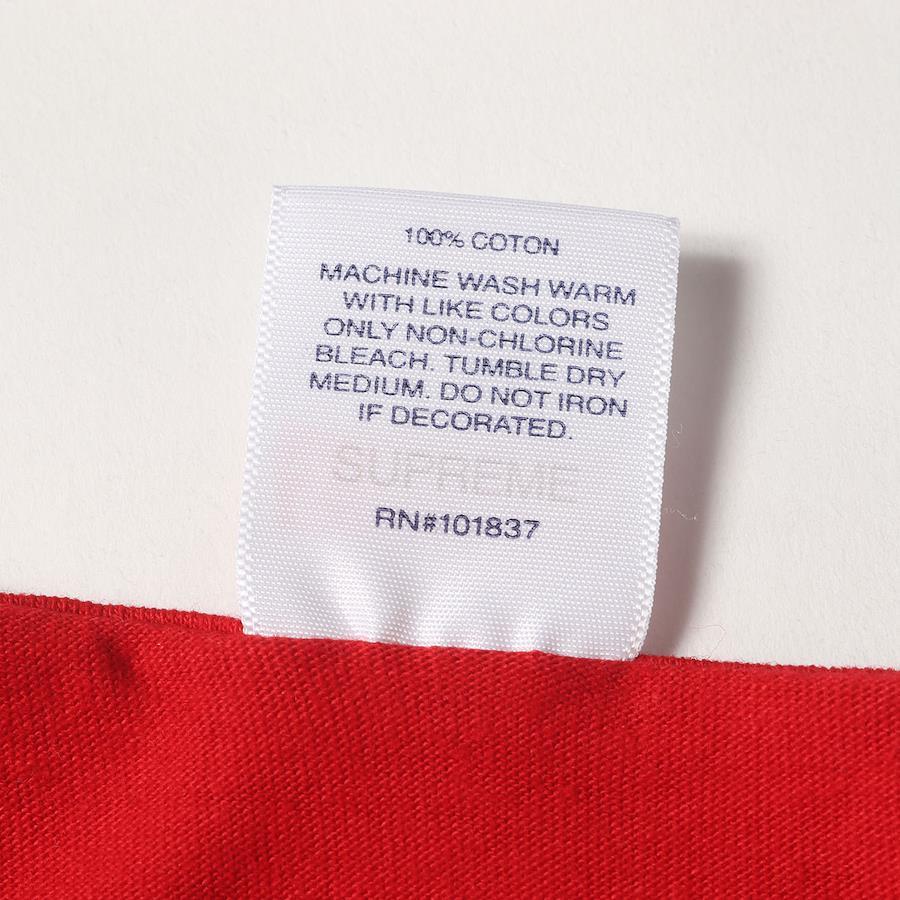 100% COTON
MACHINE WASH WARM
WITH LIKE COLORS
ONLY NON-CHLORINE
BLEACH. TUMBLE DRY
MEDIUM. DO NOT IRON
IF DECORATED.
SUPREME
RN#101837